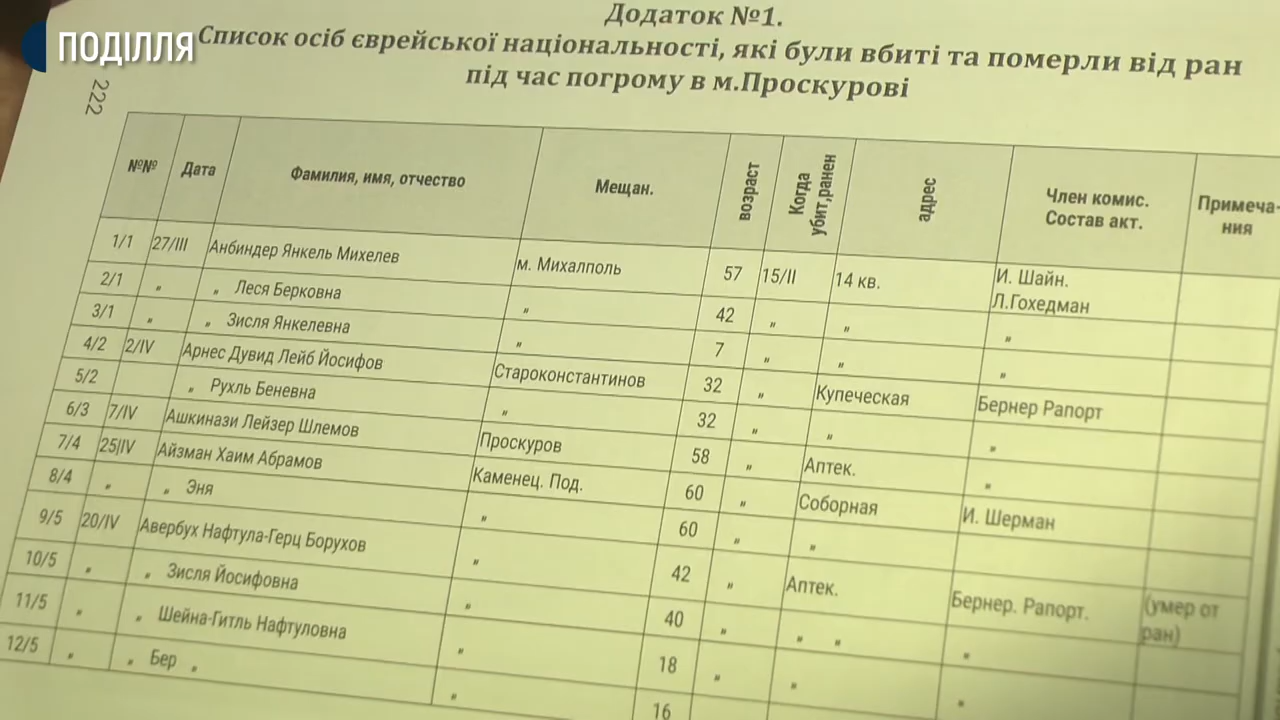 ПОДІЛЛЯ
222
Додаток №1.
Список осіб єврейської національності, які були вбиті та померли від ран
під час погрому в м.Проскурові
№№ Дата Фамилия, имя, отчество Мещан. возраст Когда убит,ранен адрес Член комис. Состав акт. Примеча-ния
1/1 27/III Анбиндер Янкель Михелев м. Михалполь 57 15/II 14 кв. И. Шайн. Л.Гохедман
2/1 „ „ Леся Берковна „ 42 „ „ „
3/1 „ „ Зисля Янкелевна „ 7 „ „ „
4/2 2/IV Арнес Дувид Лейб Йосифов Староконстантинов 32 „ Купеческая Бернер Рапорт
5/2 „ Рухль Беневна „ 32 „ „ „
6/3 7/IV Ашкинази Лейзер Шлемов Проскуров 58 „ Аптек. „
7/4 25|IV Айзман Хаим Абрамов Каменец. Под. 60 „ Соборная И. Шерман
8/4 „ „ Эня „ 60 „ „
9/5 20/IV Авербух Нафтула-Герц Борухов „ 42 „ Аптек. Бернер. Рапорт. (умер от ран)
10/5 „ „ Зисля Йосифовна „ 40 „ „ „ „
11/5 „ „ Шейна-Гитль Нафтуловна „ 18 „ „ „
12/5 „ „ Бер „ „ 16